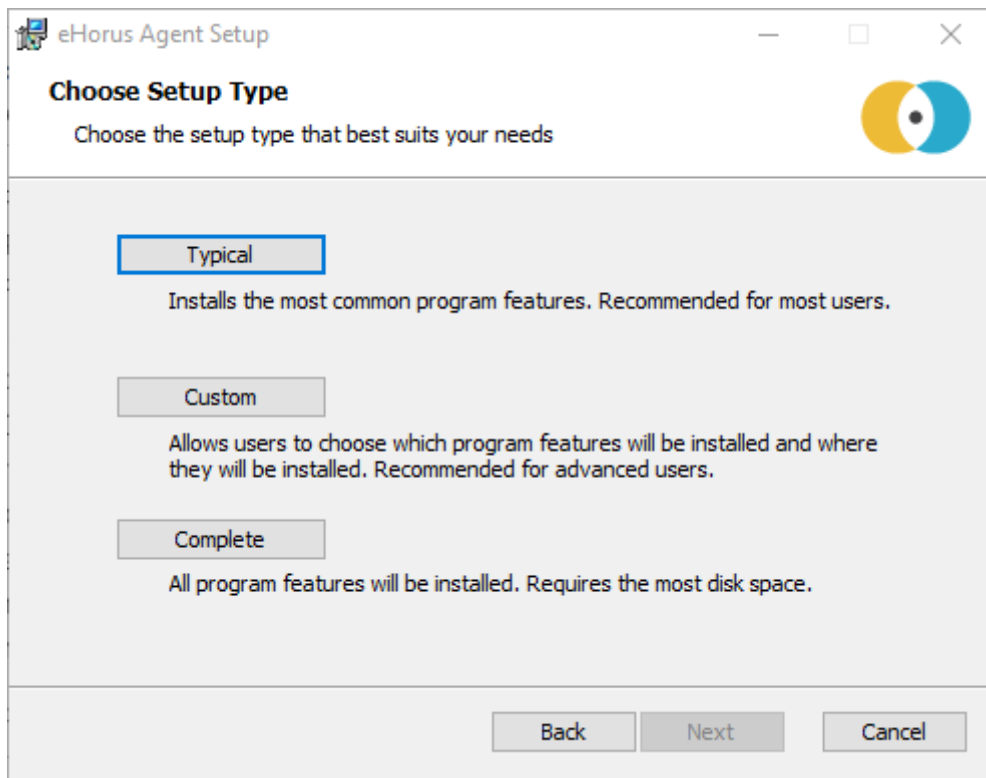 eHorus Agent Setup
Choose Setup Type
Choose the setup type that best suits your needs
Typical
Installs the most common program features. Recommended for most users.
Custom
Allows users to choose which program features will be installed and where
they will be installed. Recommended for advanced users.
Complete
All program features will be installed. Requires the most disk space.
Back Next Cancel